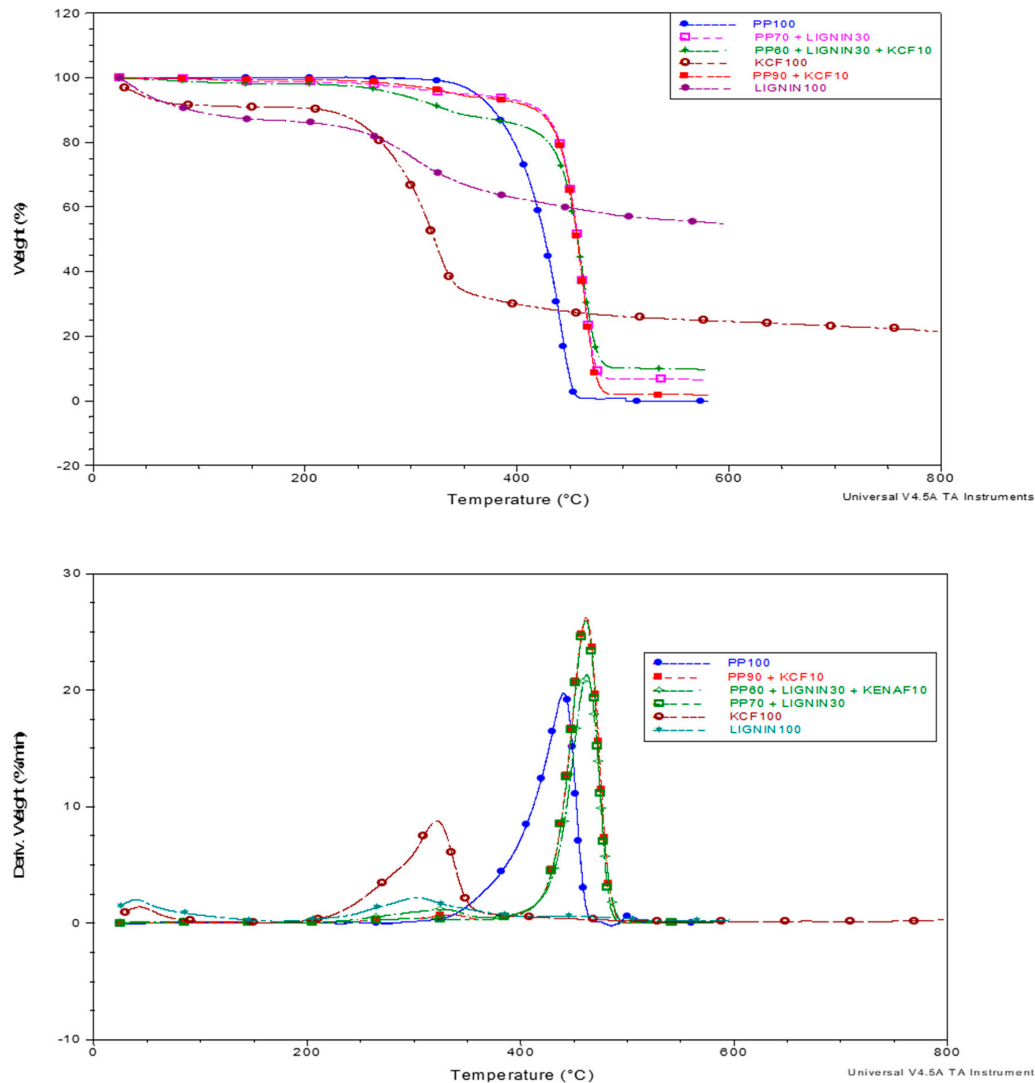 120
100
80
60
40
20
0
-20
Weight (%)
PP100
PP70 + LIGNIN30
PP60 + LIGNIN30 + KCF10
KCF100
PP90 + KCF10
LIGNIN100
0
200
400
600
800
Temperature (°C)
Universal V4.5A TA Instruments
30
20
10
0
-10
Deriv. Weight (%/min)
PP100
PP90 + KCF10
PP60 + LIGNIN30 + KENAF10
PP70 + LIGNIN30
KCF100
LIGNIN100
0
200
400
600
800
Temperature (°C)
Universal V4.5A TA Instruments